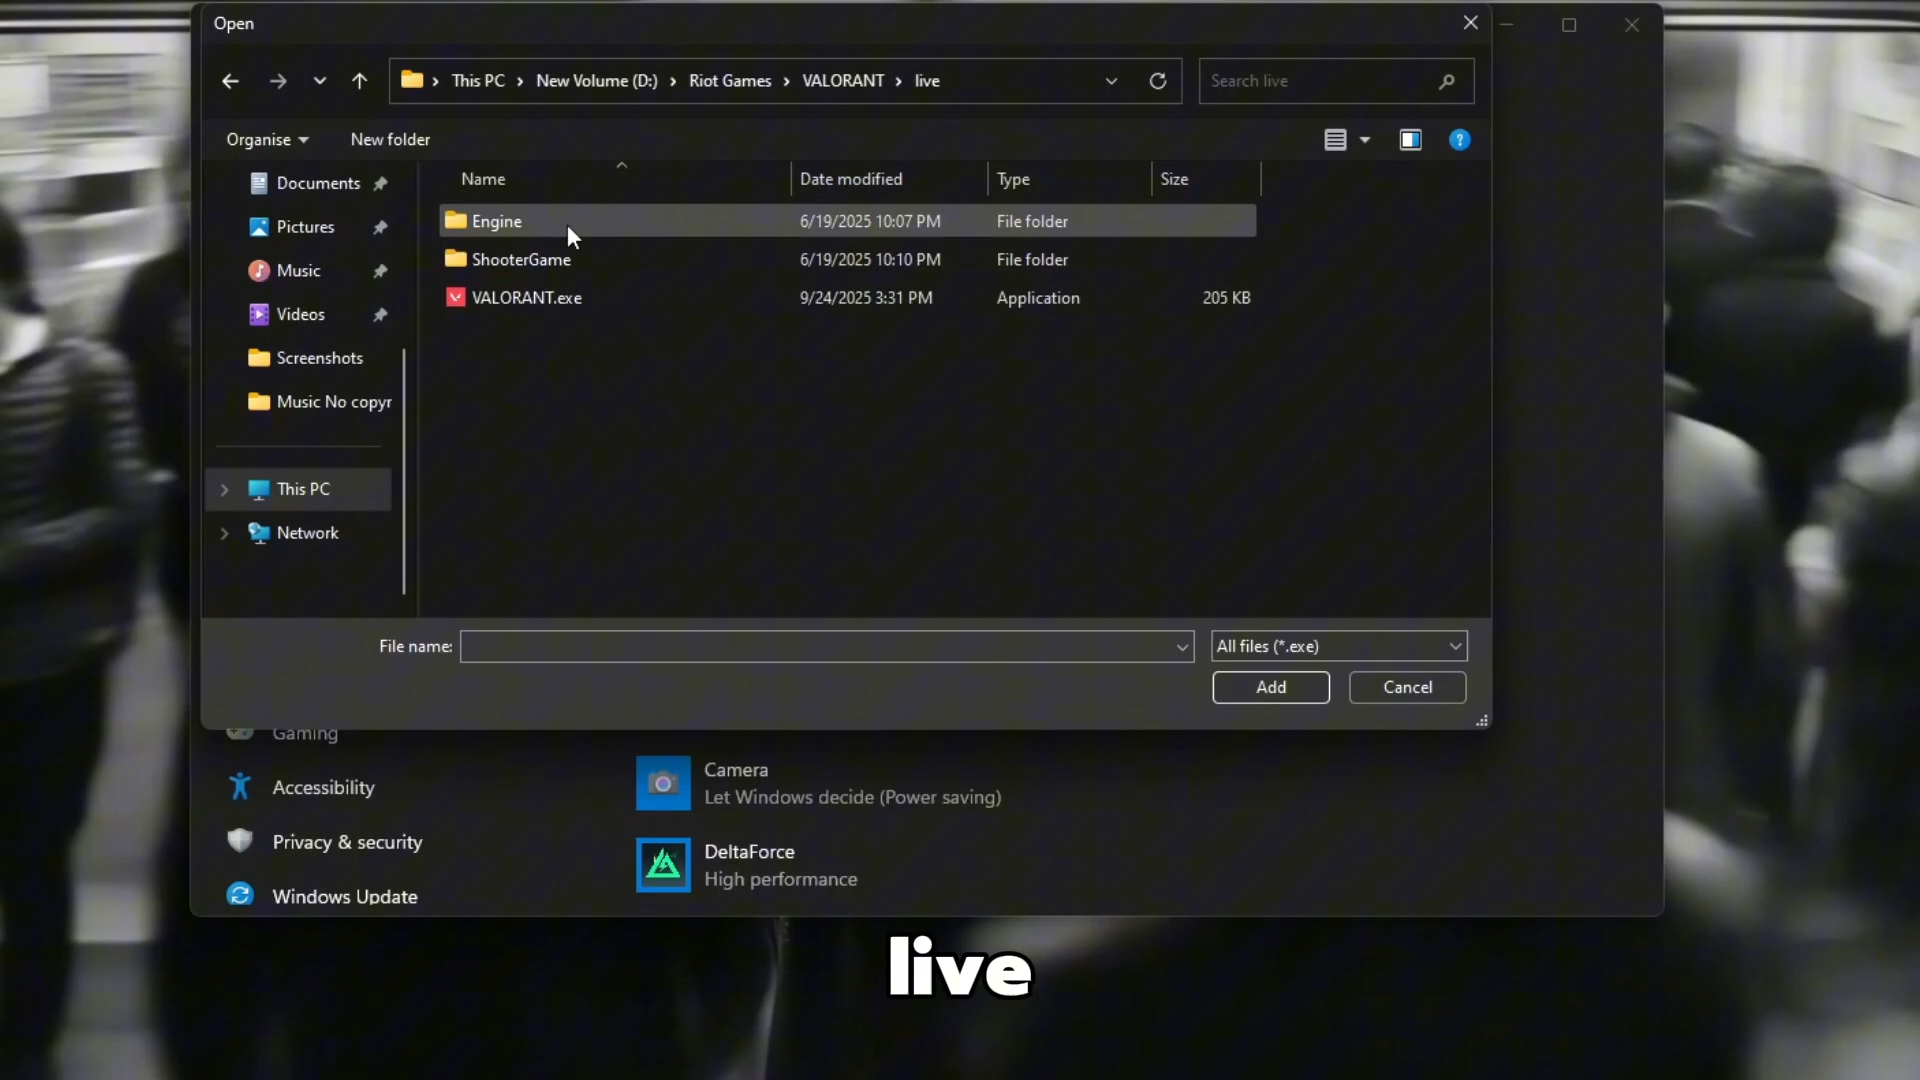 Open
This PC > New Volume (D:) > Riot Games > VALORANT > live
Search live
Organise
New folder
Name
Date modified
Type
Size
Documents
Pictures
Music
Videos
Screenshots
Music No copyr
This PC
Network
Engine 6/19/2025 10:07 PM File folder
ShooterGame 6/19/2025 10:10 PM File folder
VALORANT.exe 9/24/2025 3:31 PM Application 205 KB
File name:
All files (*.exe)
Add
Cancel
Gaming
Accessibility
Privacy & security
Windows Update
Camera
Let Windows decide (Power saving)
DeltaForce
High performance
live